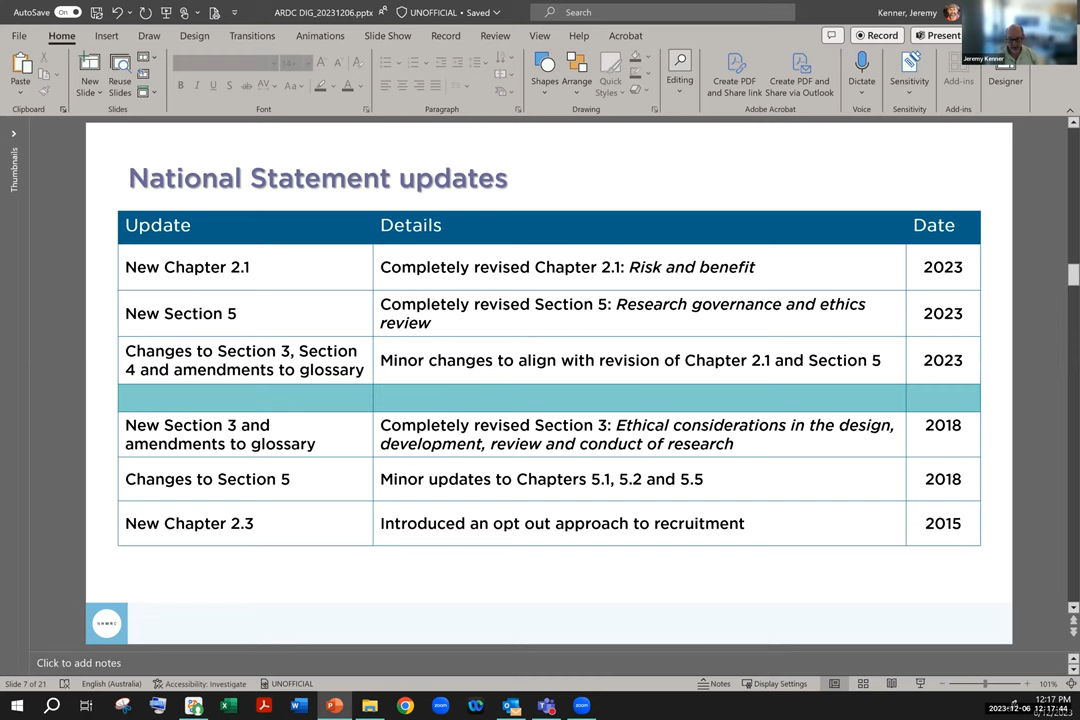 AutoSave On ARDC DIG_20231206.pptx UNOFFICIAL • Saved Search Kenner, Jeremy
File Home Insert Draw Design Transitions Animations Slide Show Record Review View Help Acrobat Record Present
Jeremy Kenner
Paste New Slide Reuse Slides Shapes Arrange Quick Styles Editing Create PDF and Share link Create PDF and Share via Outlook Dictate Sensitivity Add-ins Designer
Clipboard Slides Font Paragraph Drawing Adobe Acrobat Voice Sensitivity Add-ins
Thumbnails
National Statement updates
Update Details Date
New Chapter 2.1 Completely revised Chapter 2.1: Risk and benefit 2023
New Section 5 Completely revised Section 5: Research governance and ethics review 2023
Changes to Section 3, Section 4 and amendments to glossary Minor changes to align with revision of Chapter 2.1 and Section 5 2023
New Section 3 and amendments to glossary Completely revised Section 3: Ethical considerations in the design, development, review and conduct of research 2018
Changes to Section 5 Minor updates to Chapters 5.1, 5.2 and 5.5 2018
New Chapter 2.3 Introduced an opt out approach to recruitment 2015
NHMRC
Click to add notes
Slide 7 of 21 English (Australia) Accessibility: Investigate UNOFFICIAL Notes Display Settings 101%
12:17 PM
2023-12-06 12:17:44